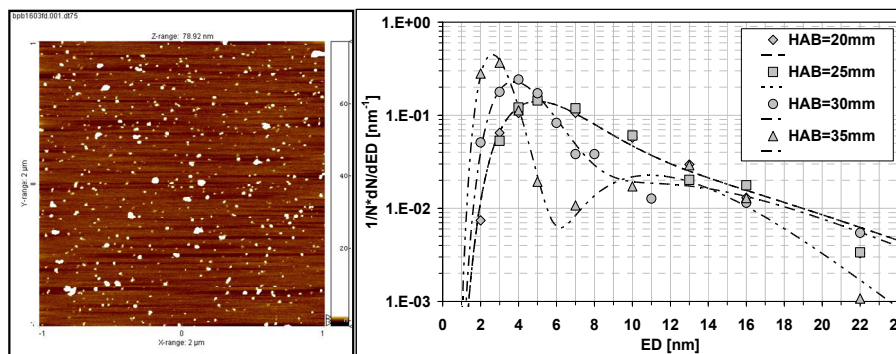 bpb1603fd.001.dt75
Z-range: 78.92 nm
1
Y-range: 2 µm
0
-1
0
1
X-range: 2 µm
60
40
20
1.E+00
1.E-01
1.E-02
1.E-03
1/N*dN/dED [nm⁻¹]
0 2 4 6 8 10 12 14 16 18 20 22 24
ED [nm]
HAB=20mm
HAB=25mm
HAB=30mm
HAB=35mm